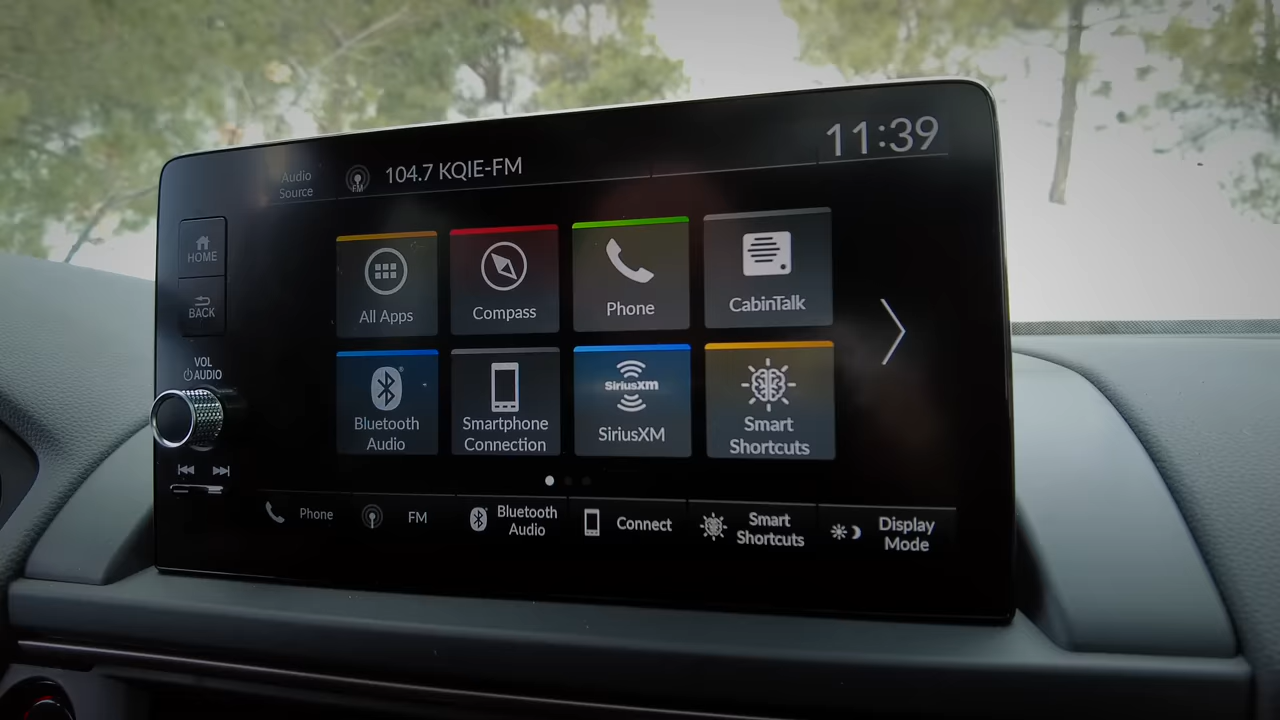 Audio
Source
FM
104.7 KQIE-FM
11:39
HOME
BACK
VOL
AUDIO
All Apps
Compass
Phone
CabinTalk
Bluetooth
Audio
Smartphone
Connection
SiriusXM
SiriusXM
Smart
Shortcuts
Phone
FM
Bluetooth
Audio
Connect
Smart
Shortcuts
Display
Mode